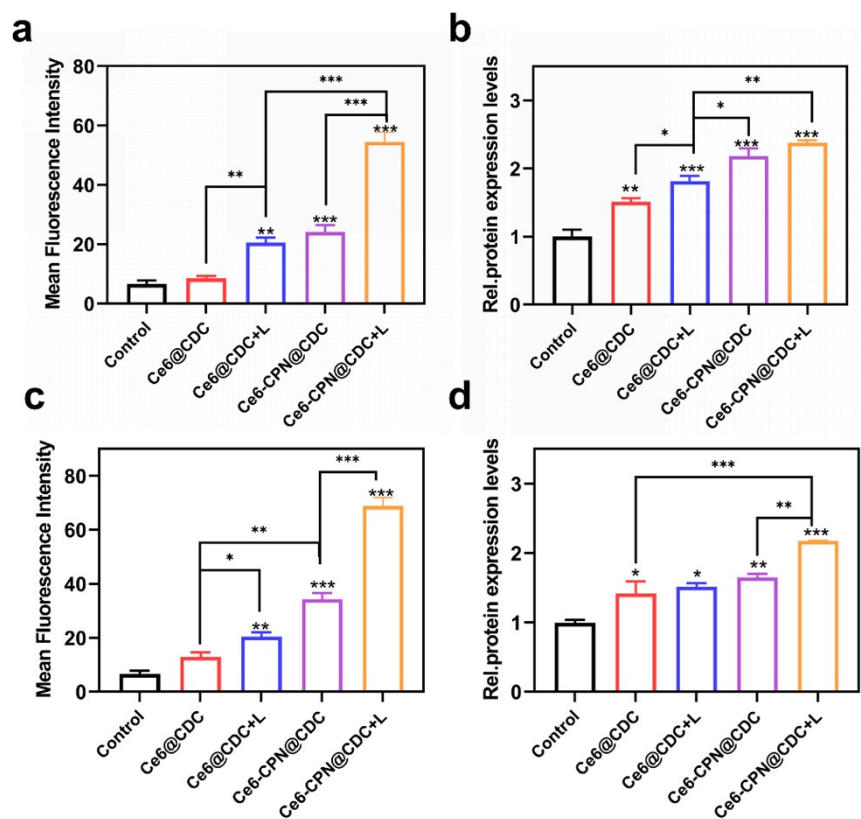 a
Mean Fluorescence Intensity
80
60
40
20
0
***
***
***
**
**
***
Control
Ce6@CDC
Ce6@CDC+L
Ce6-CPN@CDC
Ce6-CPN@CDC+L
b
Rel.protein expression levels
3
2
1
0
**
*
*
**
***
***
***
Control
Ce6@CDC
Ce6@CDC+L
Ce6-CPN@CDC
Ce6-CPN@CDC+L
c
Mean Fluorescence Intensity
80
60
40
20
0
***
**
*
**
***
***
Control
Ce6@CDC
Ce6@CDC+L
Ce6-CPN@CDC
Ce6-CPN@CDC+L
d
Rel.protein expression levels
3
2
1
0
***
**
*
*
**
***
Control
Ce6@CDC
Ce6@CDC+L
Ce6-CPN@CDC
Ce6-CPN@CDC+L